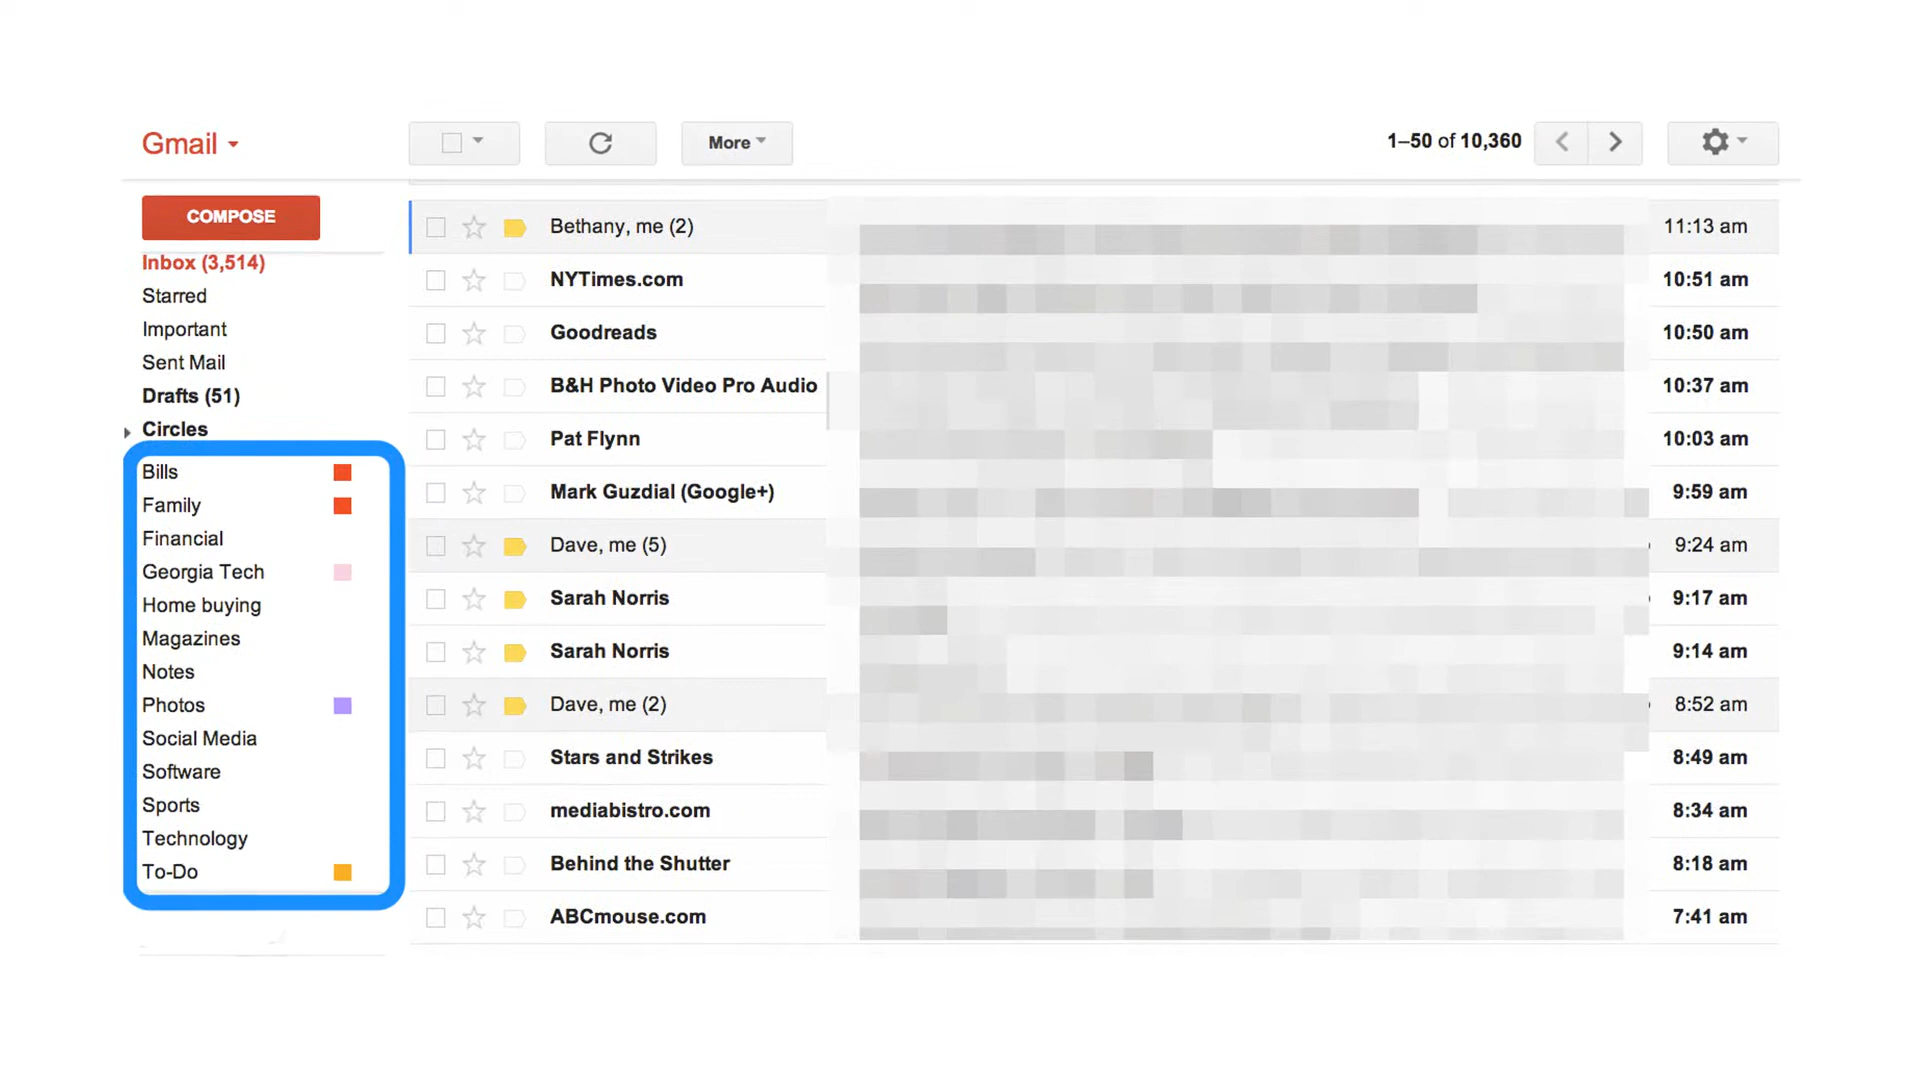 Gmail
More
1–50 of 10,360
COMPOSE
Inbox (3,514)
Starred
Important
Sent Mail
Drafts (51)
Circles
Bills
Family
Financial
Georgia Tech
Home buying
Magazines
Notes
Photos
Social Media
Software
Sports
Technology
To-Do
Bethany, me (2) 11:13 am
NYTimes.com 10:51 am
Goodreads 10:50 am
B&H Photo Video Pro Audio 10:37 am
Pat Flynn 10:03 am
Mark Guzdial (Google+) 9:59 am
Dave, me (5) 9:24 am
Sarah Norris 9:17 am
Sarah Norris 9:14 am
Dave, me (2) 8:52 am
Stars and Strikes 8:49 am
mediabistro.com 8:34 am
Behind the Shutter 8:18 am
ABCmouse.com 7:41 am